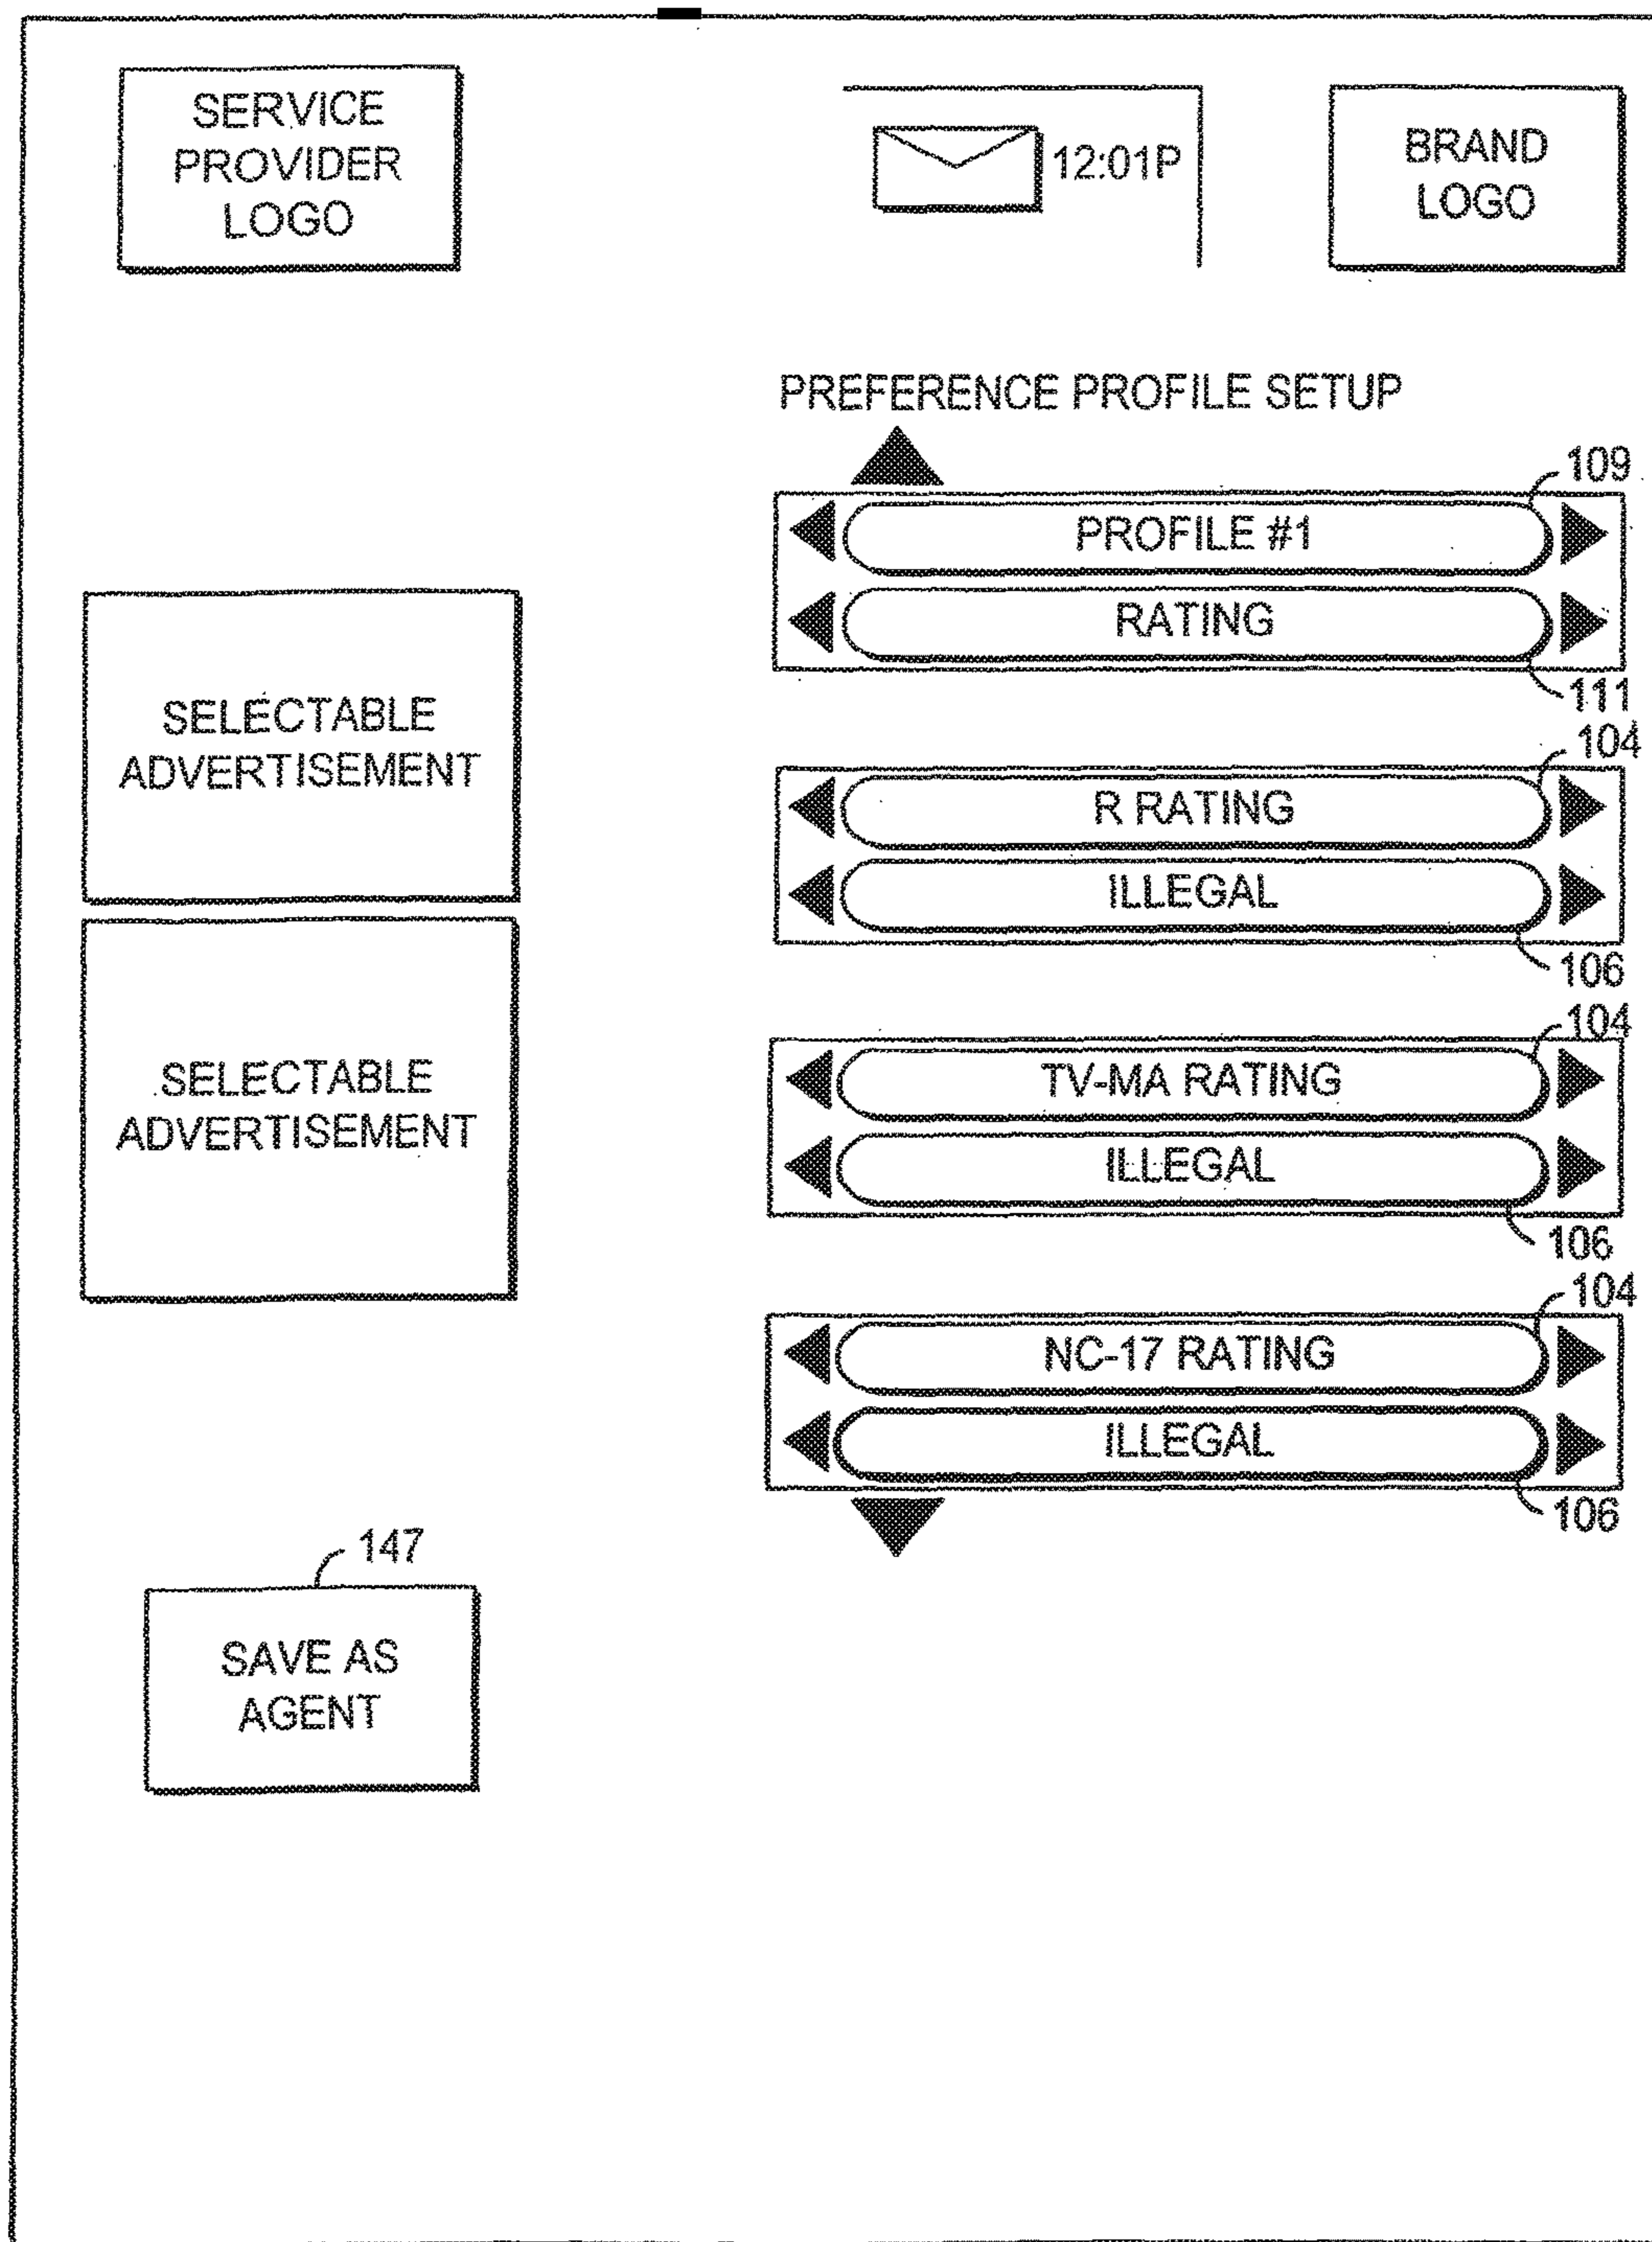 SERVICE
PROVIDER
LOGO
12:01P
BRAND
LOGO
PREFERENCE PROFILE SETUP
109
PROFILE #1
RATING
111
SELECTABLE
ADVERTISEMENT
104
R RATING
ILLEGAL
106
SELECTABLE
ADVERTISEMENT
104
TV-MA RATING
ILLEGAL
106
104
NC-17 RATING
ILLEGAL
106
147
SAVE AS
AGENT